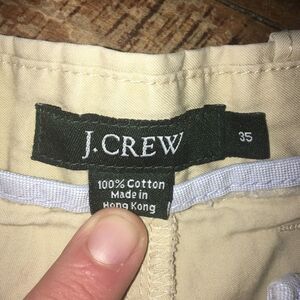 J.CREW
35
100% Cotton
Made in
Hong Kong